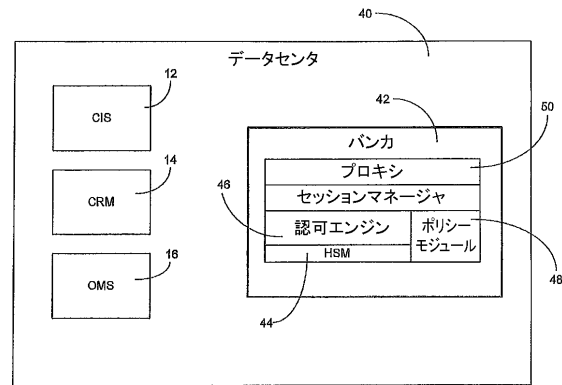 40
データセンタ
12
CIS
42
50
バンカ
プロキシ
セッションマネージャ
CRM
14
46
認可エンジン
ポリシー
モジュール
HSM
48
OMS
16
44